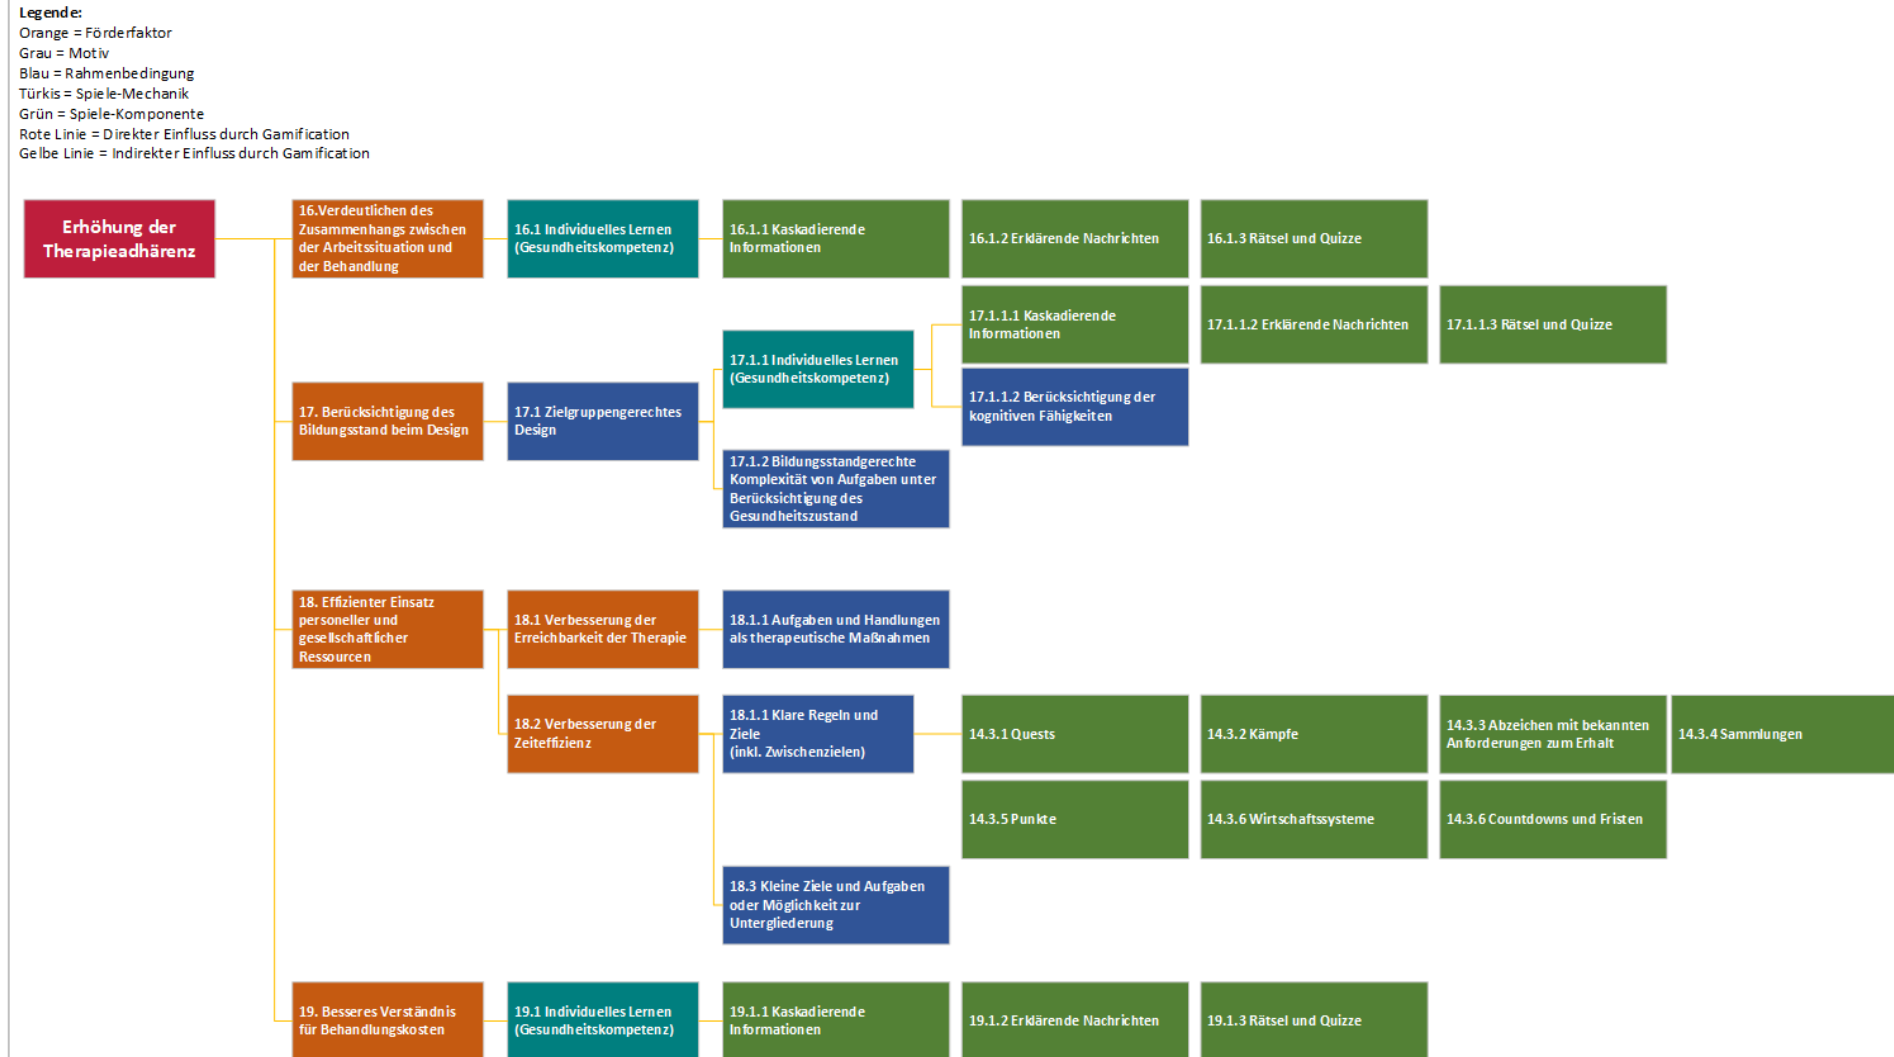 Legende:
Orange = Förderfaktor
Grau = Motiv
Blau = Rahmenbedingung
Türkis = Spiele-Mechanik
Grün = Spiele-Komponente
Rote Linie = Direkter Einfluss durch Gamification
Gelbe Linie = Indirekter Einfluss durch Gamification
Erhöhung der
Therapieadhärenz
16.Verdeutlichen des
Zusammenhangs zwischen
der Arbeitssituation und
der Behandlung
16.1 Individuelles Lernen
(Gesundheitskompetenz)
16.1.1 Kaskadierende
Informationen
16.1.2 Erklärende Nachrichten
16.1.3 Rätsel und Quizze
17. Berücksichtigung des
Bildungsstand beim Design
17.1 Zielgruppengerechtes
Design
17.1.1 Individuelles Lernen
(Gesundheitskompetenz)
17.1.1.1 Kaskadierende
Informationen
17.1.1.2 Erklärende Nachrichten
17.1.1.3 Rätsel und Quizze
17.1.1.2 Berücksichtigung der
kognitiven Fähigkeiten
17.1.2 Bildungsstandgerechte
Komplexität von Aufgaben unter
Berücksichtigung des
Gesundheitszustand
18. Effizienter Einsatz
personeller und
gesellschaftlicher
Ressourcen
18.1 Verbesserung der
Erreichbarkeit der Therapie
18.1.1 Aufgaben und Handlungen
als therapeutische Maßnahmen
18.2 Verbesserung der
Zeiteffizienz
18.1.1 Klare Regeln und
Ziele
(inkl. Zwischenzielen)
14.3.1 Quests
14.3.2 Kämpfe
14.3.3 Abzeichen mit bekannten
Anforderungen zum Erhalt
14.3.4 Sammlungen
14.3.5 Punkte
14.3.6 Wirtschaftssysteme
14.3.6 Countdowns und Fristen
18.3 Kleine Ziele und Aufgaben
oder Möglichkeit zur
Untergliederung
19. Besseres Verständnis
für Behandlungskosten
19.1 Individuelles Lernen
(Gesundheitskompetenz)
19.1.1 Kaskadierende
Informationen
19.1.2 Erklärende Nachrichten
19.1.3 Rätsel und Quizze